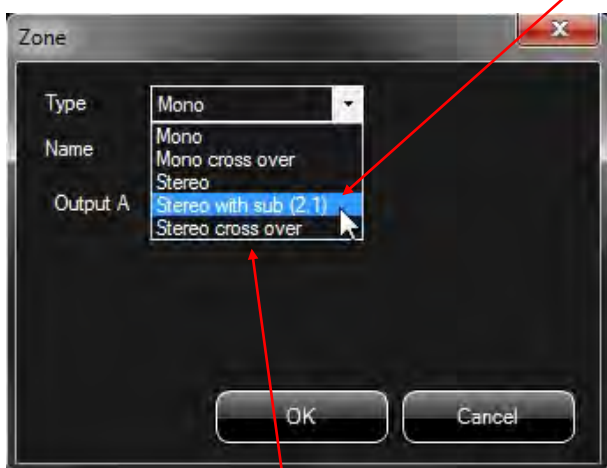 Zone
x
Type Mono
Mono
Name Mono cross over
Stereo
Output A Stereo with sub (2,1)
Stereo cross over
OK Cancel